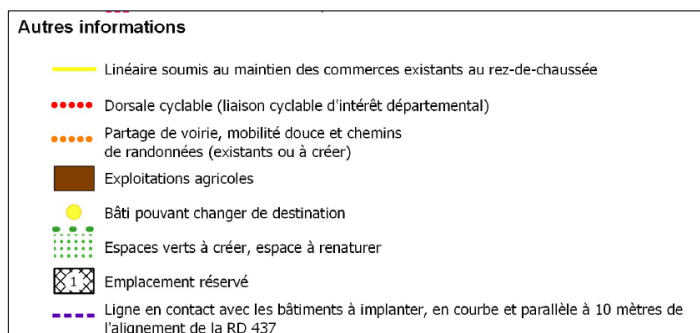 Autres informations
Linéaire soumis au maintien des commerces existants au rez-de-chaussée
Dorsale cyclable (liaison cyclable d'intérêt départemental)
Partage de voirie, mobilité douce et chemins
de randonnées (existants ou à créer)
Exploitations agricoles
Bâti pouvant changer de destination
Espaces verts à créer, espace à renaturer
1 Emplacement réservé
Ligne en contact avec les bâtiments à implanter, en courbe et parallèle à 10 mètres de
l'alignement de la RD 437